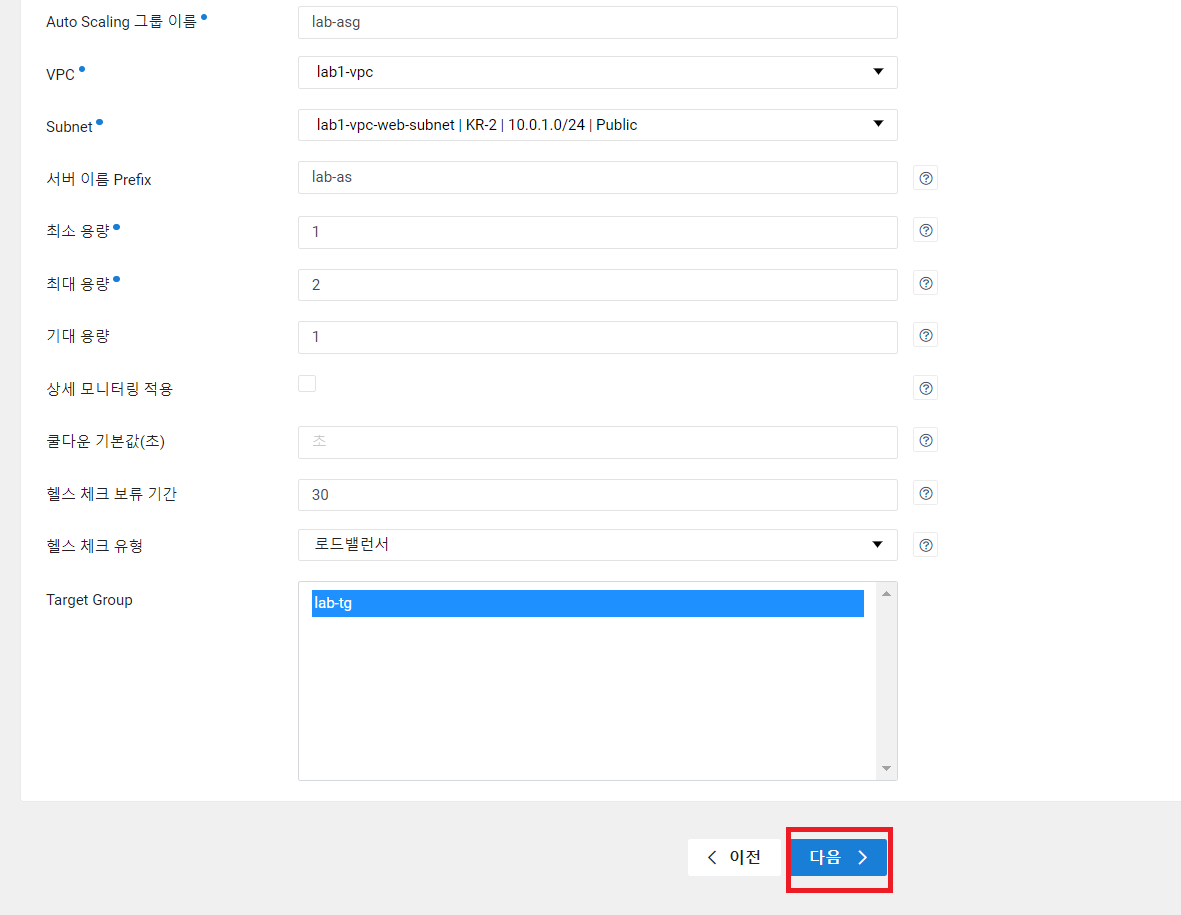 Auto Scaling 그룹 이름 lab-asg
VPC lab1-vpc
Subnet lab1-vpc-web-subnet | KR-2 | 10.0.1.0/24 | Public
서버 이름 Prefix lab-as
최소 용량 1
최대 용량 2
기대 용량 1
상세 모니터링 적용
쿨다운 기본값(초) 초
헬스 체크 보류 기간 30
헬스 체크 유형 로드밸런서
Target Group lab-tg
이전 다음